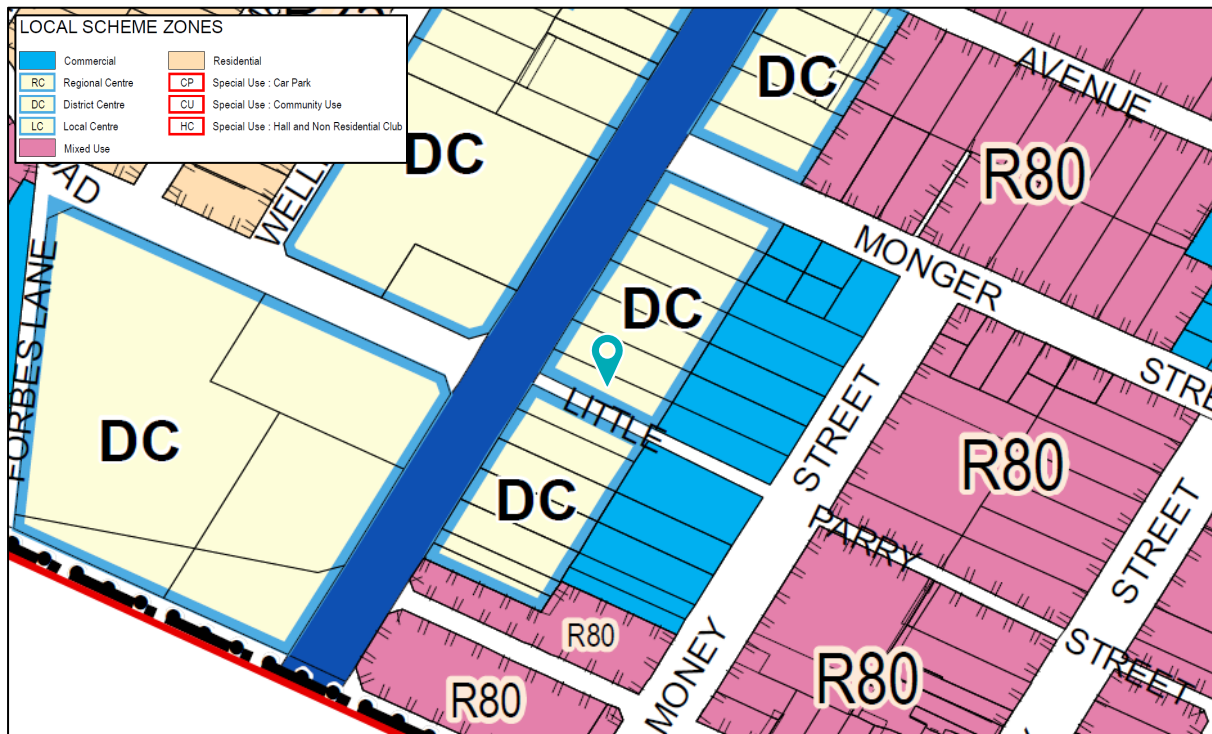 LOCAL SCHEME ZONES
Commercial
Residential
RC
Regional Centre
CP
Special Use : Car Park
DC
District Centre
CU
Special Use : Community Use
LC
Local Centre
HC
Special Use : Hall and Non Residential Club
Mixed Use
DC
AVENUE
DC
R80
WELL
FORBES LANE
MONGER
DC
STREET
LITTLE
STREET
DC
R80
DC
PARRY
STREET
R80
MONEY
STREET
R80
R80